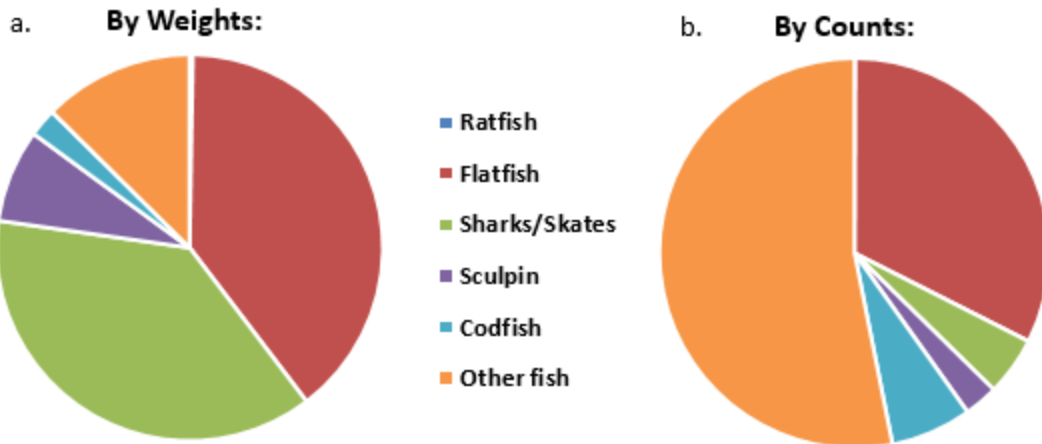 a. By Weights:
b. By Counts:
Ratfish
Flatfish
Sharks/Skates
Sculpin
Codfish
Other fish